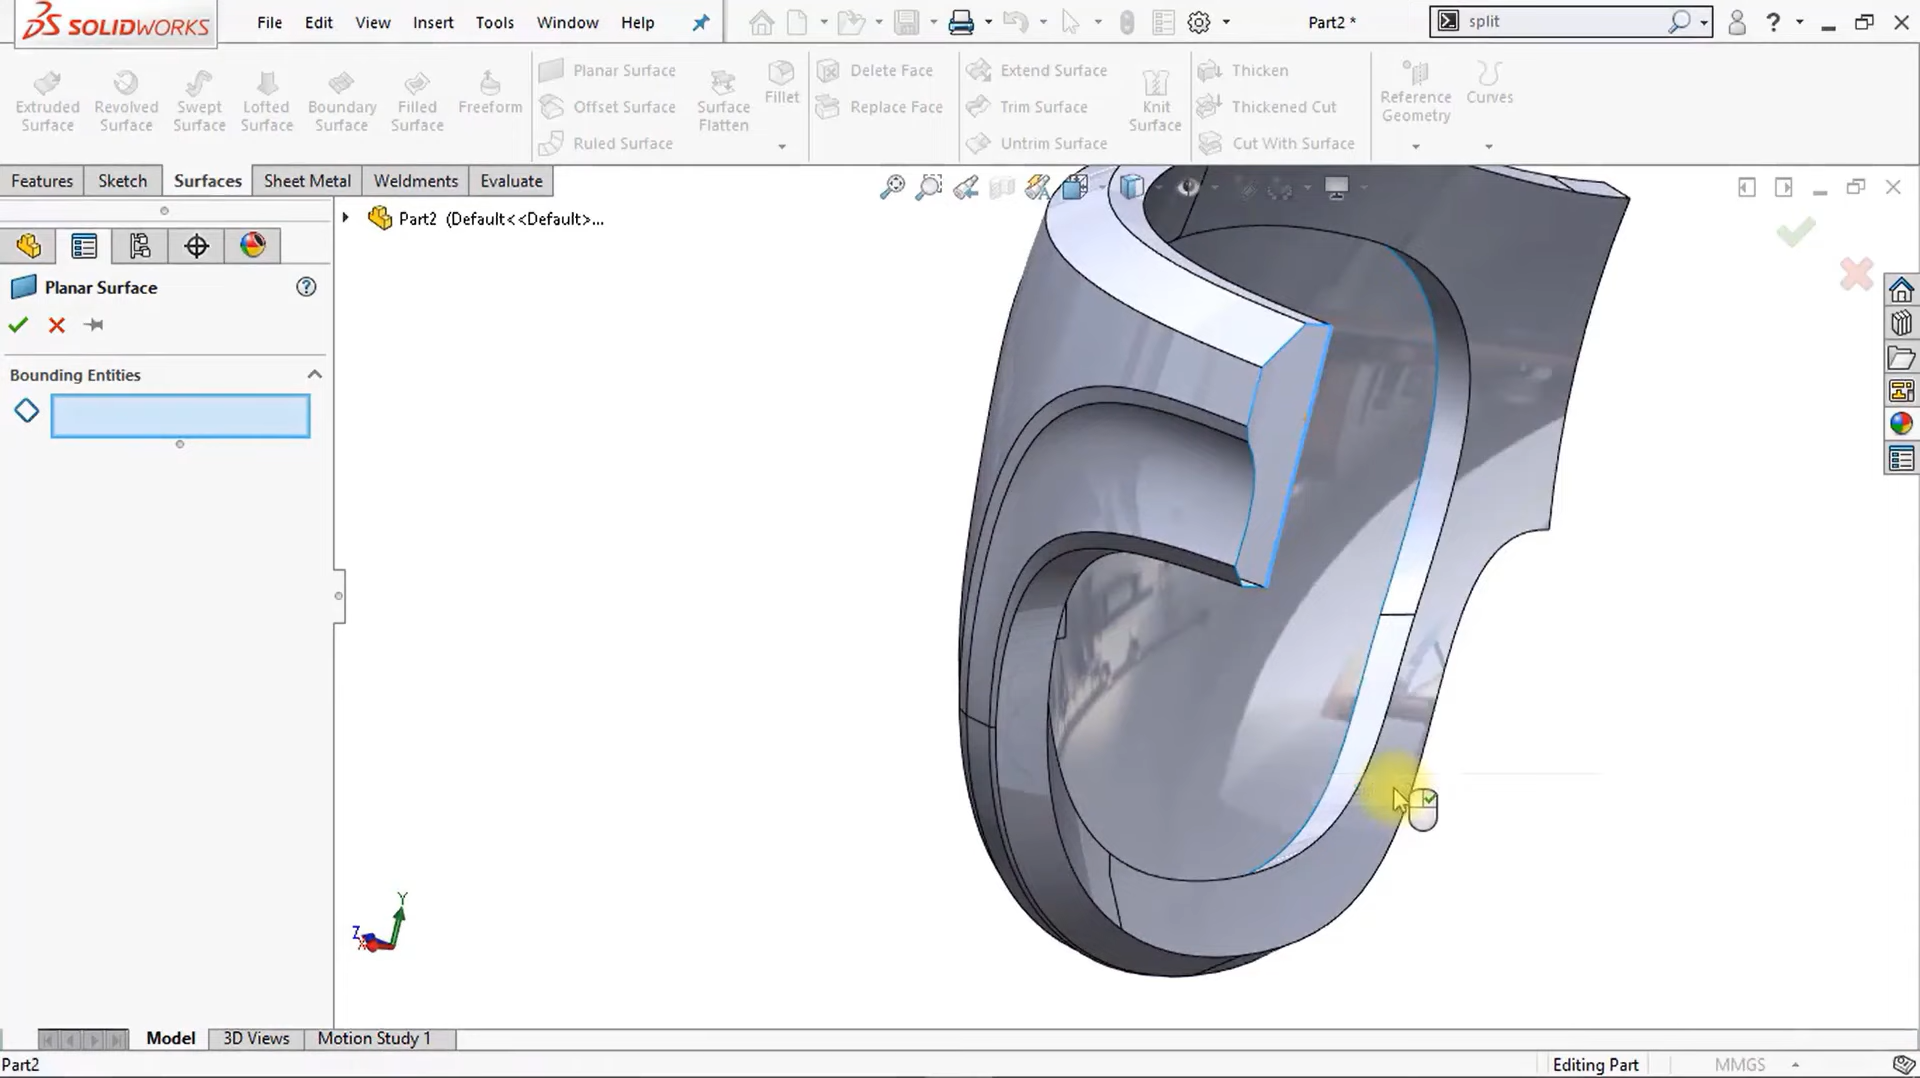 SOLIDWORKS
File Edit View Insert Tools Window Help
Part2 *
split
?
Extruded Surface
Revolved Surface
Swept Surface
Lofted Surface
Boundary Surface
Filled Surface
Freeform
Planar Surface
Offset Surface
Ruled Surface
Surface Flatten
Fillet
Delete Face
Replace Face
Extend Surface
Trim Surface
Untrim Surface
Knit Surface
Thicken
Thickened Cut
Cut With Surface
Reference Geometry
Curves
Features Sketch Surfaces Sheet Metal Weldments Evaluate
Part2 (Default<<Default>...
Planar Surface
?
Bounding Entities
Y
Z
X
Model 3D Views Motion Study 1
Part2
Editing Part
MMGS